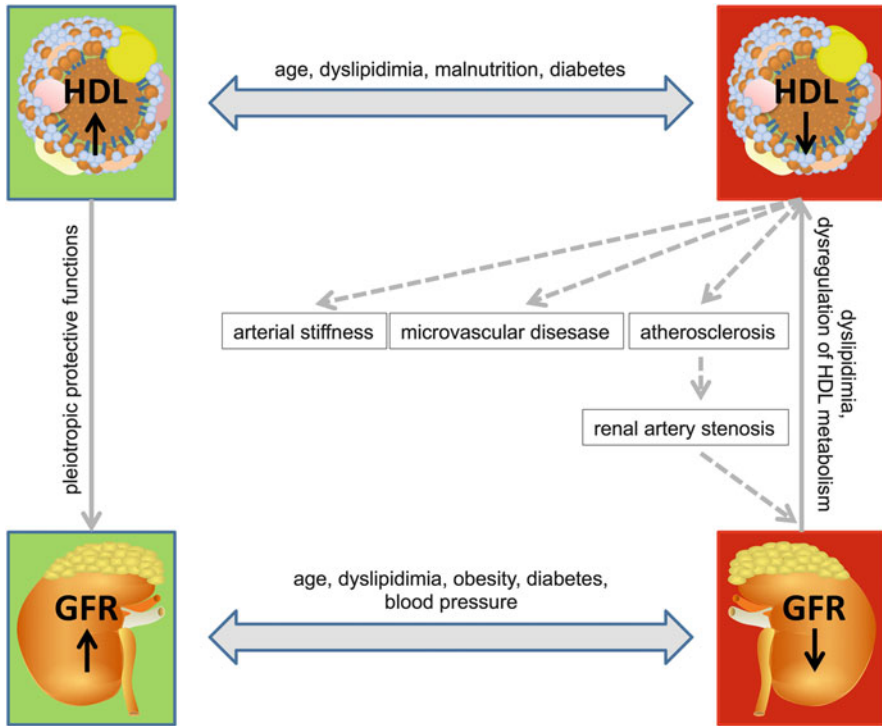 HDL
age, dyslipidimia, malnutrition, diabetes
HDL
pleiotropic protective functions
arterial stiffness
microvascular disesase
atherosclerosis
renal artery stenosis
dyslipidimia,
dysregulation of HDL metabolism
GFR
age, dyslipidimia, obesity, diabetes,
blood pressure
GFR